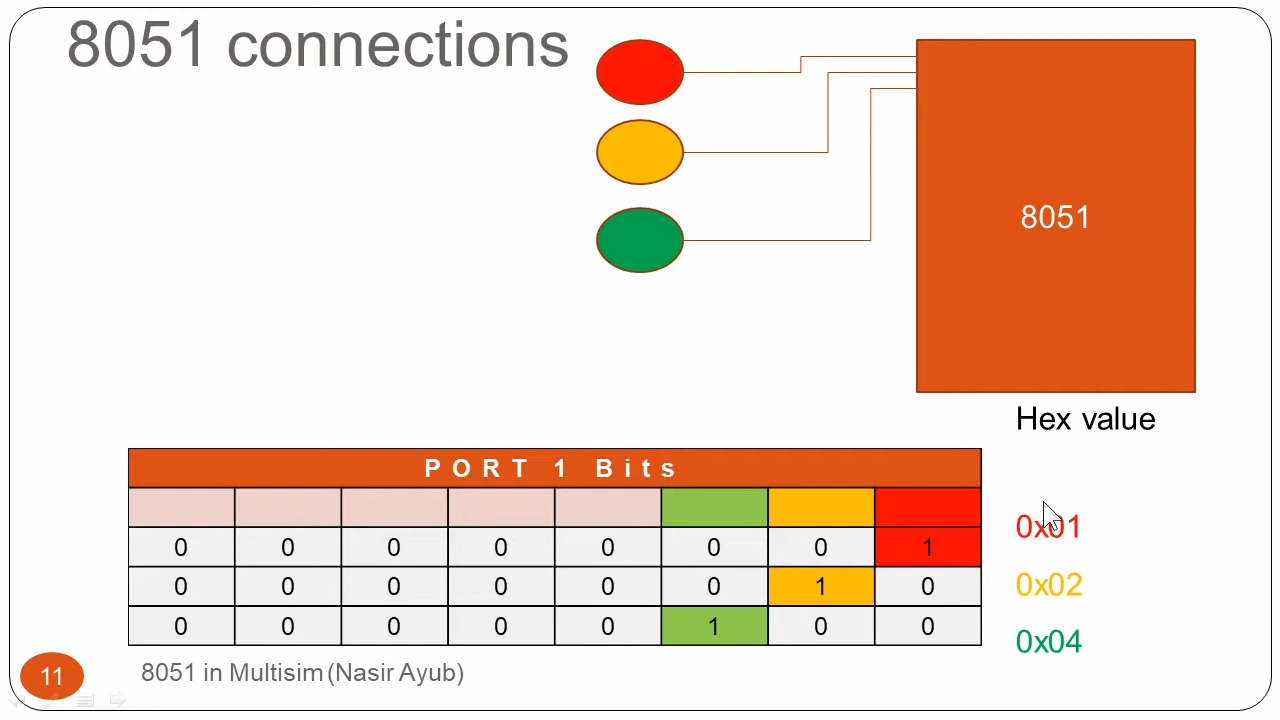 8051 connections
8051
Hex value
PORT 1 Bits
0 0 0 0 0 0 0 1 0x01
0 0 0 0 0 0 1 0 0x02
0 0 0 0 0 1 0 0 0x04
11
8051 in Multisim (Nasir Ayub)